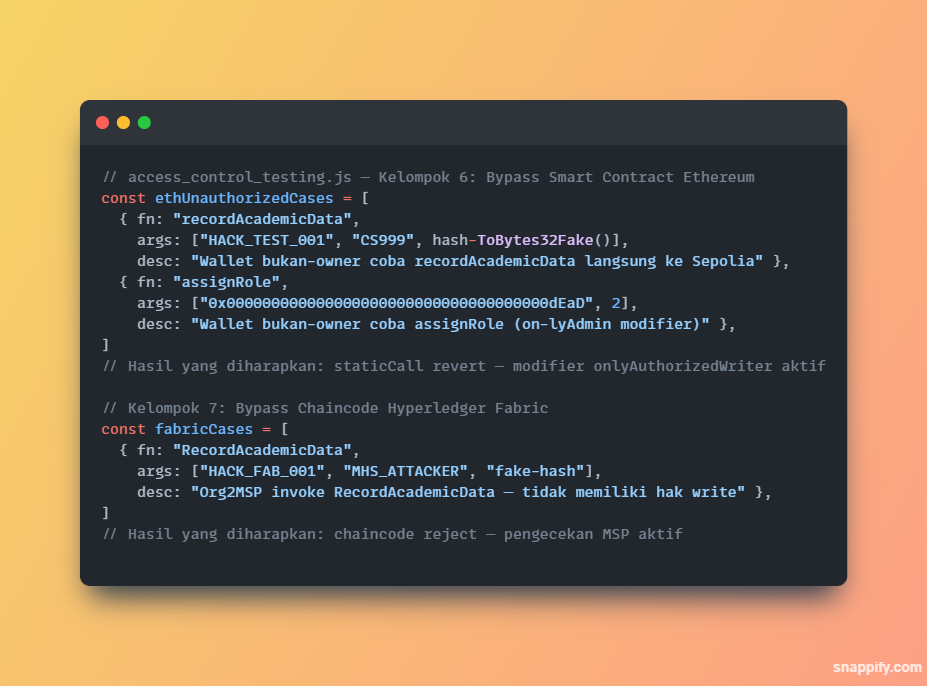 // access_control_testing.js — Kelompok 6: Bypass Smart Contract Ethereum
const ethUnauthorizedCases = [
  { fn: "recordAcademicData",
    args: ["HACK_TEST_001", "CS999", hash-ToBytes32Fake()],
    desc: "Wallet bukan-owner coba recordAcademicData langsung ke Sepolia" },
  { fn: "assignRole",
    args: ["0x000000000000000000000000000000000000dEaD", 2],
    desc: "Wallet bukan-owner coba assignRole (on-lyAdmin modifier)" },
]
// Hasil yang diharapkan: staticCall revert — modifier onlyAuthorizedWriter aktif
// Kelompok 7: Bypass Chaincode Hyperledger Fabric
const fabricCases = [
  { fn: "RecordAcademicData",
    args: ["HACK_FAB_001", "MHS_ATTACKER", "fake-hash"],
    desc: "Org2MSP invoke RecordAcademicData — tidak memiliki hak write" },
]
// Hasil yang diharapkan: chaincode reject — pengecekan MSP aktif
snappify.com